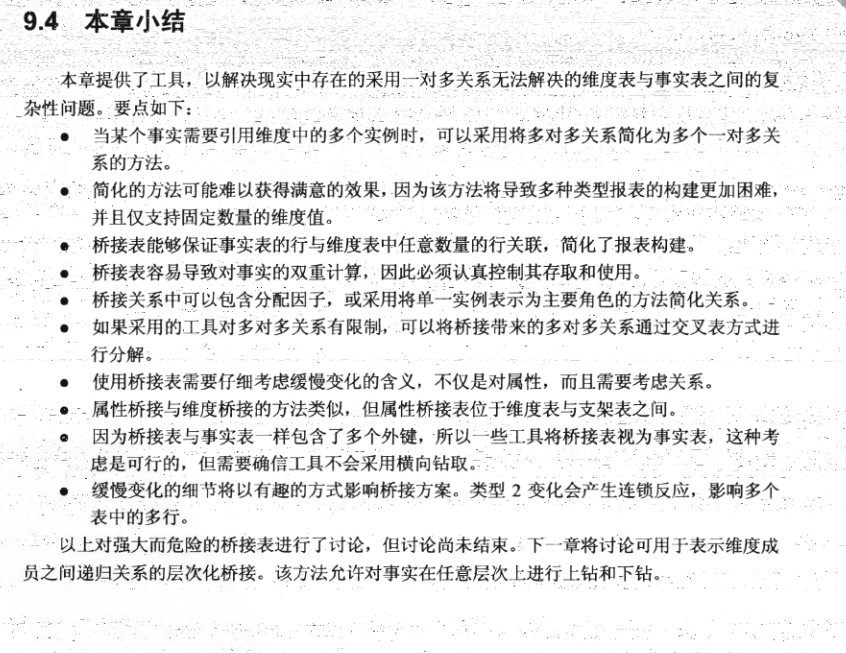 9.4 本章小结
本章提供了工具，以解决现实中存在的采用一对多关系无法解决的维度表与事实表之间的复
杂性问题。要点如下：
● 当某个事实需要引用维度中的多个实例时，可以采用将多对多关系简化为多个一对多关
系的方法。
● 简化的方法可能难以获得满意的效果，因为该方法将导致多种类型报表的构建更加困难，
并且仅支持固定数量的维度值。
● 桥接表能够保证事实表的行与维度表中任意数量的行关联，简化了报表构建。
● 桥接表容易导致对事实的双重计算，因此必须认真控制其存取和使用。
● 桥接关系中可以包含分配因子，或采用将单一实例表示为主要角色的方法简化关系。
● 如果采用的工具对多对多关系有限制，可以将桥接带来的多对多关系通过交叉表方式进
行分解。
● 使用桥接表需要仔细考虑缓慢变化的含义，不仅是对属性，而且需要考虑关系。
● 属性桥接与维度桥接的方法类似，但属性桥接表位于维度表与支架表之间。
● 因为桥接表与事实表一样包含了多个外键，所以一些工具将桥接表视为事实表，这种考
虑是可行的，但需要确信工具不会采用横向钻取。
● 缓慢变化的细节将以有趣的方式影响桥接方案。类型 2 变化会产生连锁反应，影响多个
表中的多行。
以上对强大而危险的桥接表进行了讨论，但讨论尚未结束。下一章将讨论可用于表示维度成
员之间递归关系的层次化桥接。该方法允许对事实在任意层次上进行上钻和下钻。